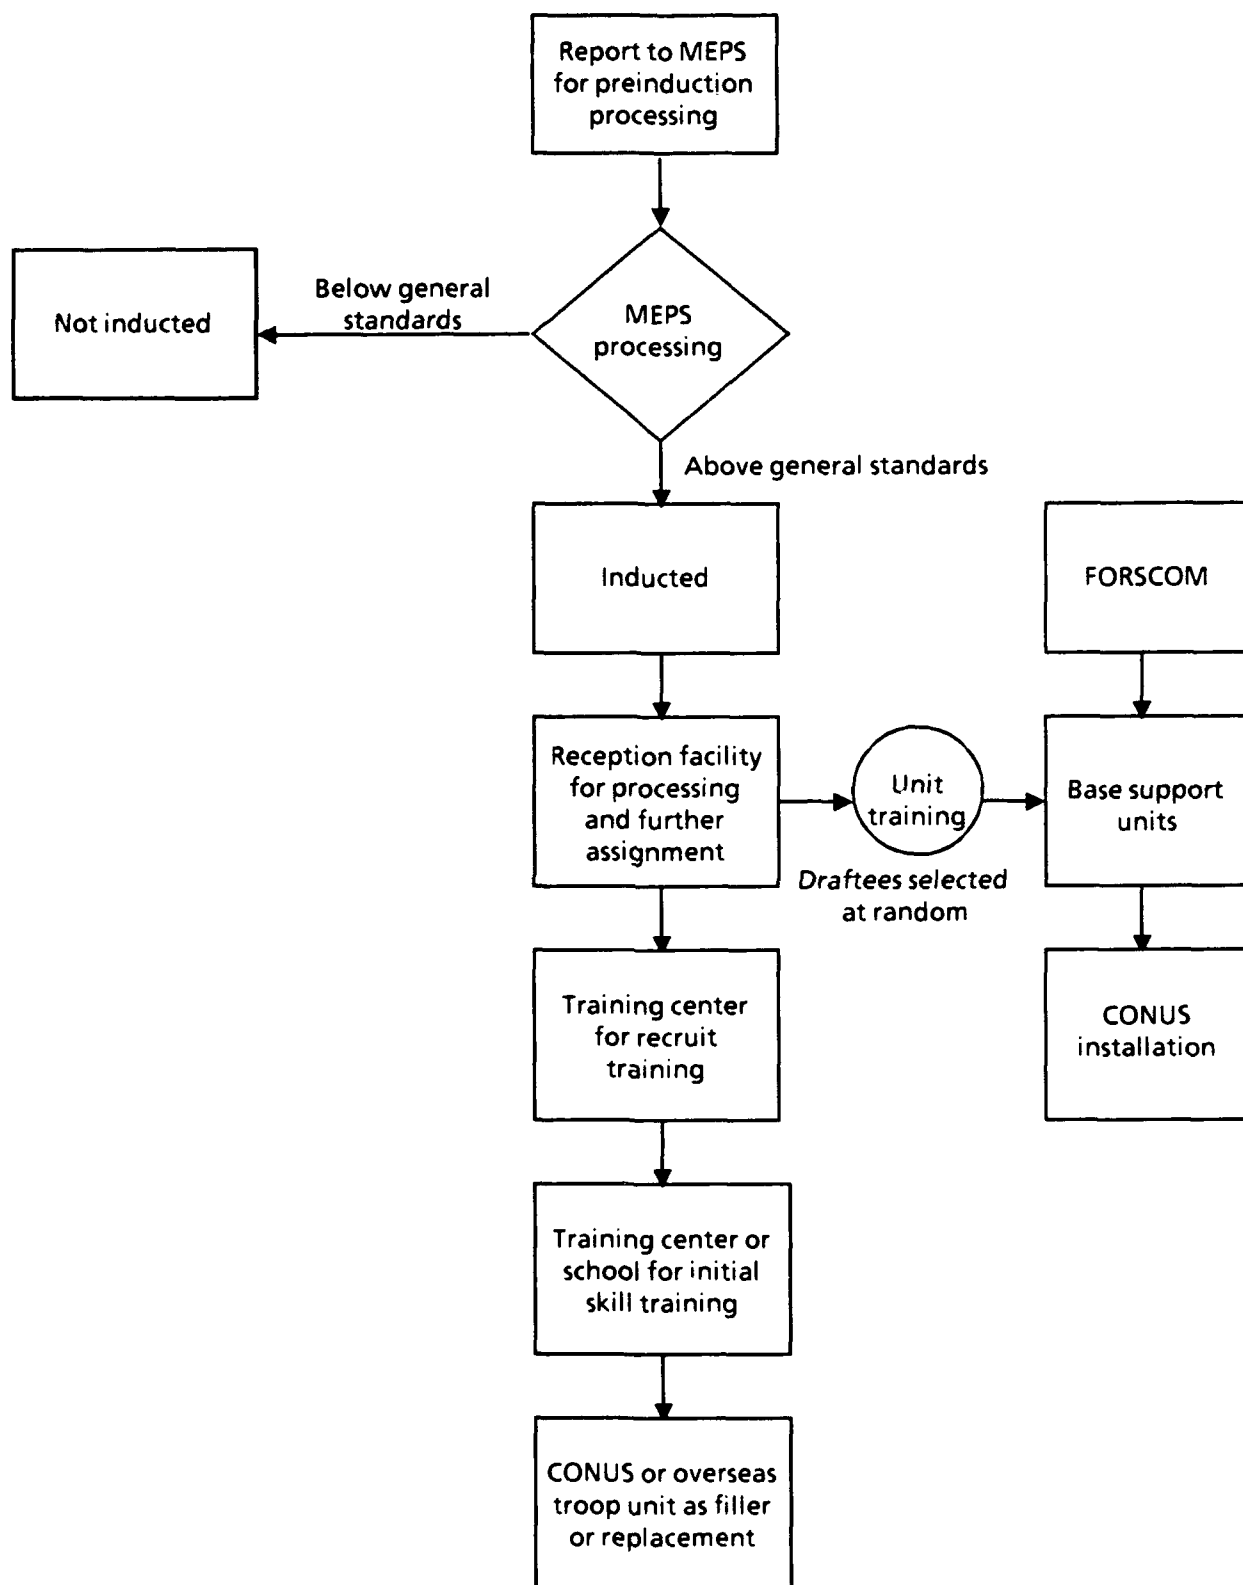 Report to MEPS
for preinduction
processing
Below general
standards
Not inducted
MEPS
processing
Above general standards
Inducted
FORSCOM
Reception facility
for processing
and further
assignment
Unit
training
Draftees selected
at random
Base support
units
Training center
for recruit
training
CONUS
installation
Training center or
school for initial
skill training
CONUS or overseas
troop unit as filler
or replacement